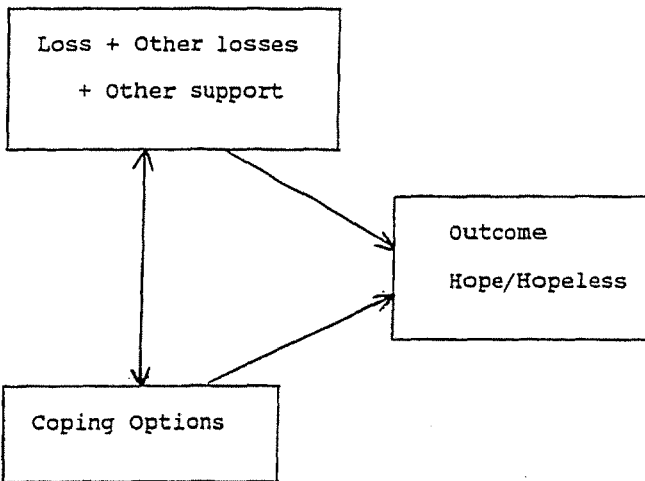 Loss + Other losses
+ Other support
Outcome
Hope/Hopeless
Coping Options